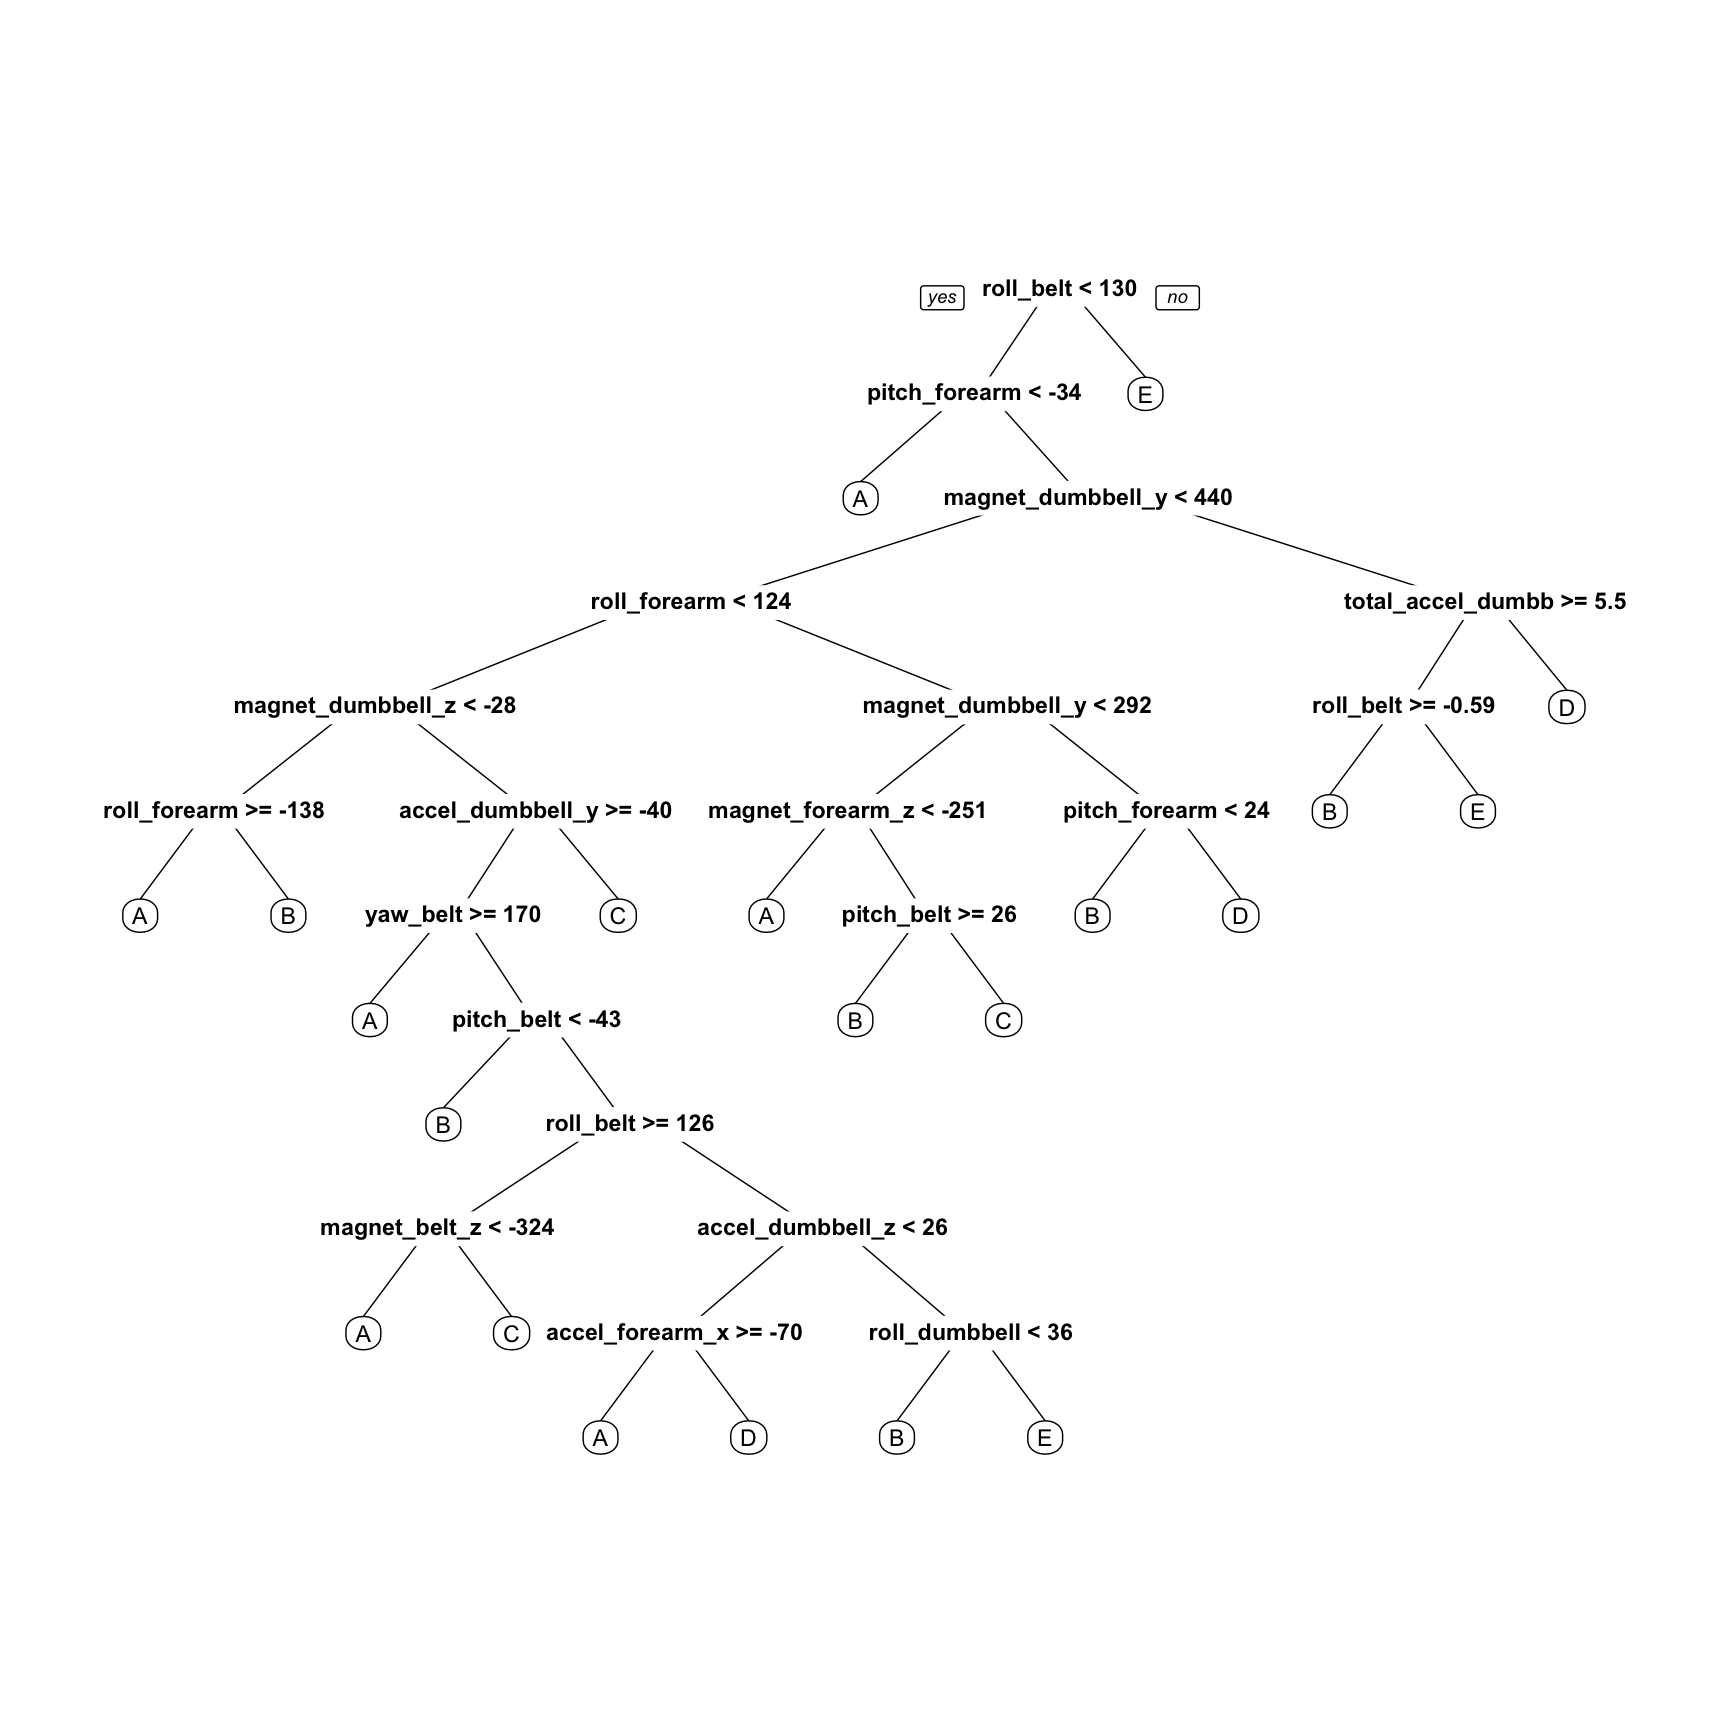 yes roll_belt < 130 no
pitch_forearm < -34 E
A magnet_dumbbell_y < 440
roll_forearm < 124 total_accel_dumbb >= 5.5
magnet_dumbbell_z < -28 magnet_dumbbell_y < 292 roll_belt >= -0.59 D
roll_forearm >= -138 accel_dumbbell_y >= -40 magnet_forearm_z < -251 pitch_forearm < 24 B E
A B yaw_belt >= 170 C A pitch_belt >= 26 B D
A pitch_belt < -43 B C
B roll_belt >= 126
magnet_belt_z < -324 accel_dumbbell_z < 26
A C accel_forearm_x >= -70 roll_dumbbell < 36
A D B E